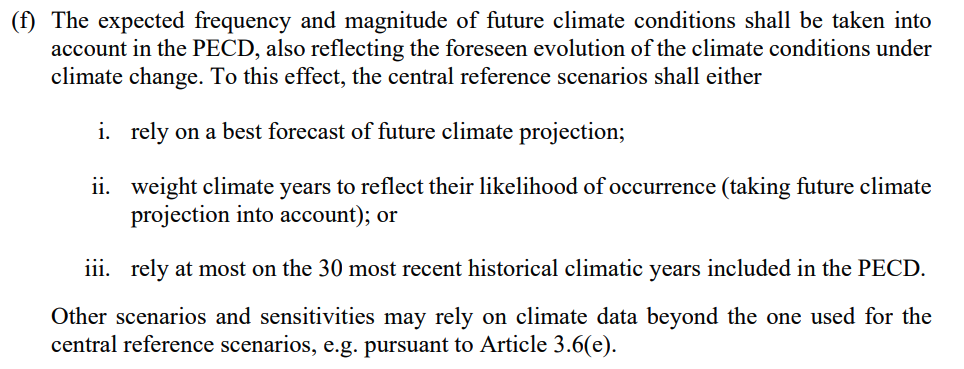 (f) The expected frequency and magnitude of future climate conditions shall be taken into
account in the PECD, also reflecting the foreseen evolution of the climate conditions under
climate change. To this effect, the central reference scenarios shall either
i. rely on a best forecast of future climate projection;
ii. weight climate years to reflect their likelihood of occurrence (taking future climate
projection into account); or
iii. rely at most on the 30 most recent historical climatic years included in the PECD.
Other scenarios and sensitivities may rely on climate data beyond the one used for the
central reference scenarios, e.g. pursuant to Article 3.6(e).